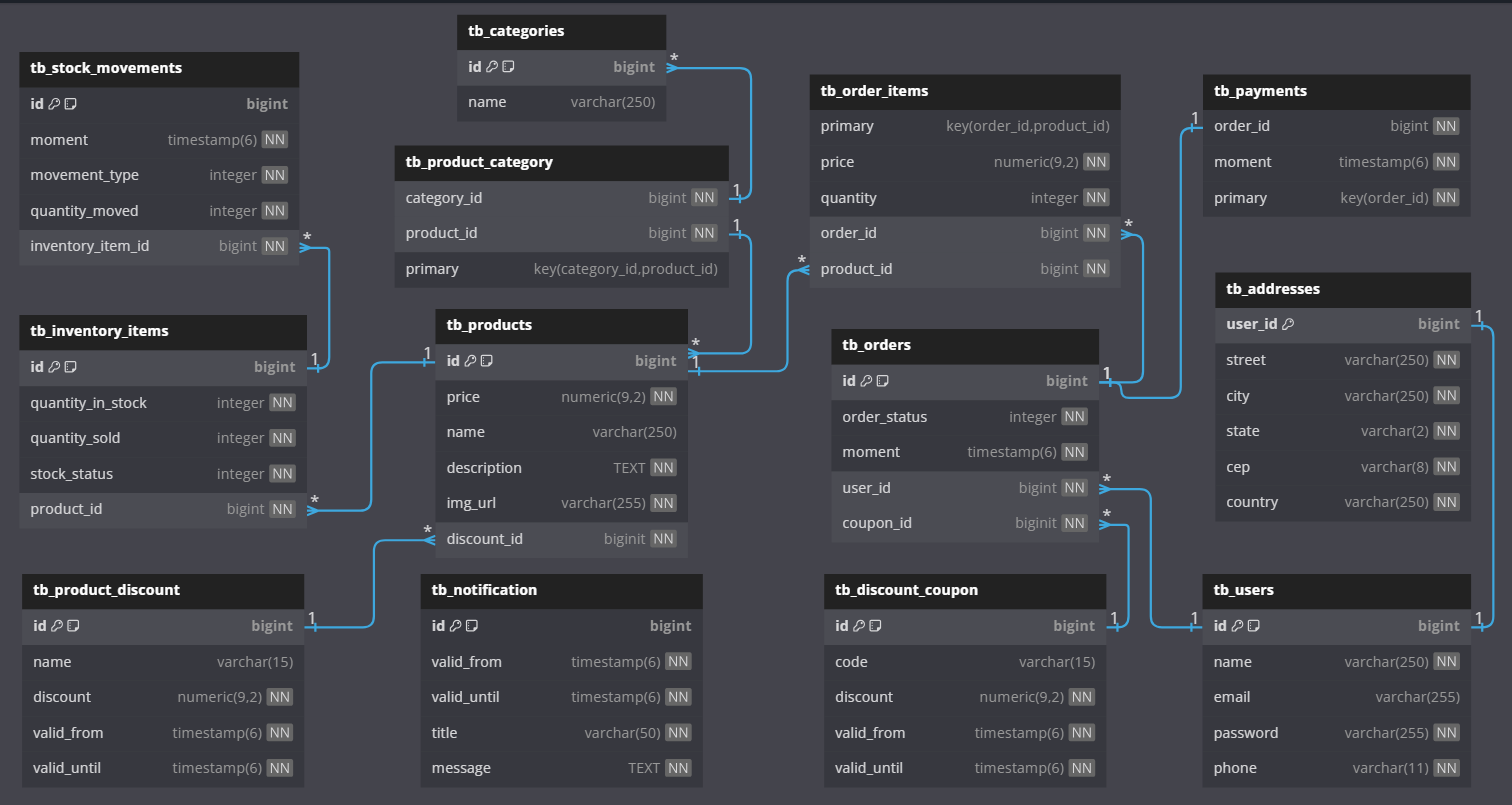 tb_categories
id bigint
name varchar(250)
tb_stock_movements
id bigint
moment timestamp(6) NN
movement_type integer NN
quantity_moved integer NN
inventory_item_id bigint NN
*
*
tb_product_category
category_id bigint NN
product_id bigint NN
primary key(category_id,product_id)
1
1
tb_order_items
primary key(order_id,product_id)
price numeric(9,2) NN
quantity integer NN
order_id bigint NN
product_id bigint NN
*
*
tb_payments
order_id bigint NN
moment timestamp(6) NN
primary key(order_id)
1
tb_inventory_items
id bigint
quantity_in_stock integer NN
quantity_sold integer NN
stock_status integer NN
product_id bigint NN
1
*
tb_products
id bigint
price numeric(9,2) NN
name varchar(250)
description TEXT NN
img_url varchar(255) NN
discount_id biginit NN
1
*
1
*
tb_orders
id bigint
order_status integer NN
moment timestamp(6) NN
user_id bigint NN
coupon_id biginit NN
1
*
*
tb_addresses
user_id bigint
street varchar(250) NN
city varchar(250) NN
state varchar(2) NN
cep varchar(8) NN
country varchar(250) NN
1
tb_product_discount
id bigint
name varchar(15)
discount numeric(9,2) NN
valid_from timestamp(6) NN
valid_until timestamp(6) NN
1
tb_notification
id bigint
valid_from timestamp(6) NN
valid_until timestamp(6) NN
title varchar(50) NN
message TEXT NN
tb_discount_coupon
id bigint
code varchar(15)
discount numeric(9,2) NN
valid_from timestamp(6) NN
valid_until timestamp(6) NN
1
tb_users
id bigint
name varchar(250) NN
email varchar(255)
password varchar(255) NN
phone varchar(11) NN
1
1